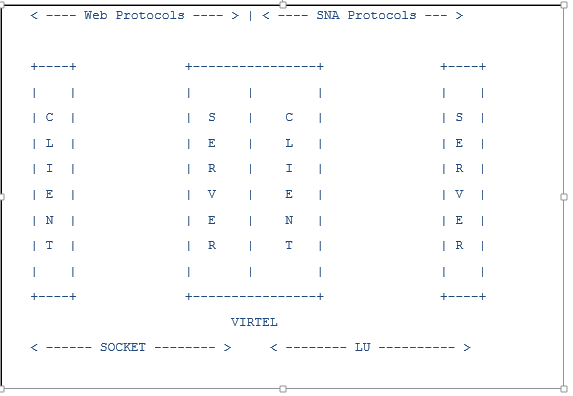 < ---- Web Protocols ---- > | < ---- SNA Protocols --- >
+----+ +----------------+ +----+
| | | | | | |
| C | | S | C | | S |
| L | | E | L | | E |
| I | | R | I | | R |
| E | | V | E | | V |
| N | | E | N | | E |
| T | | R | T | | R |
| | | | | | |
+----+ +----------------+ +----+
VIRTEL
< ------ SOCKET -------- > < -------- LU ---------- >